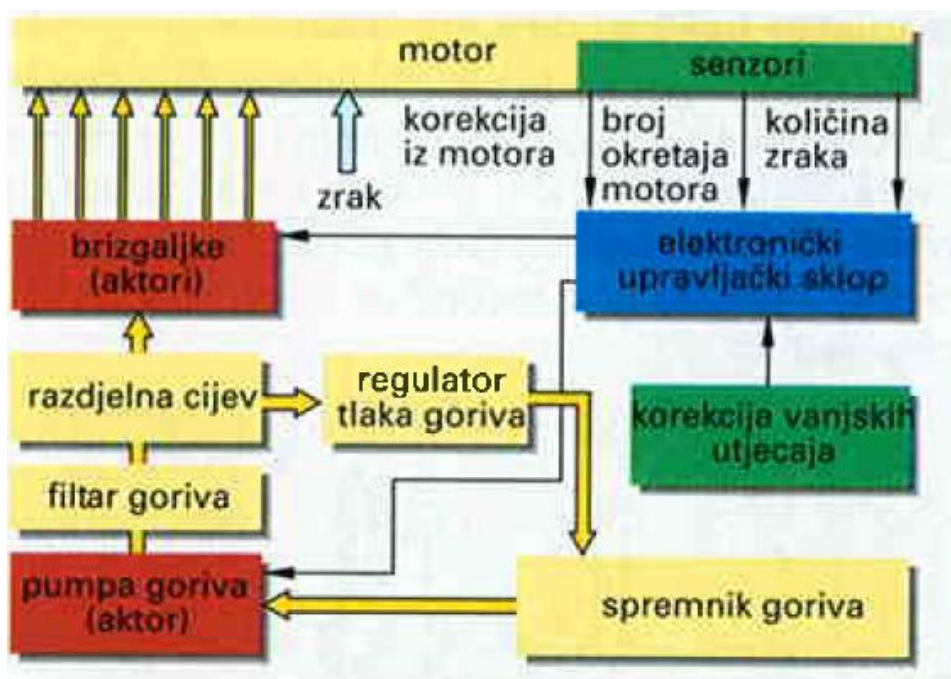 motor
senzori
korekcija
iz motora
broj
okretaja
motora
količina
zraka
zrak
brizgaljke
(aktori)
elektronički
upravljački sklop
razdjelna cijev
regulator
tlaka goriva
korekcija vanjskih
utjecaja
filtar goriva
pumpa goriva
(aktor)
spremnik goriva